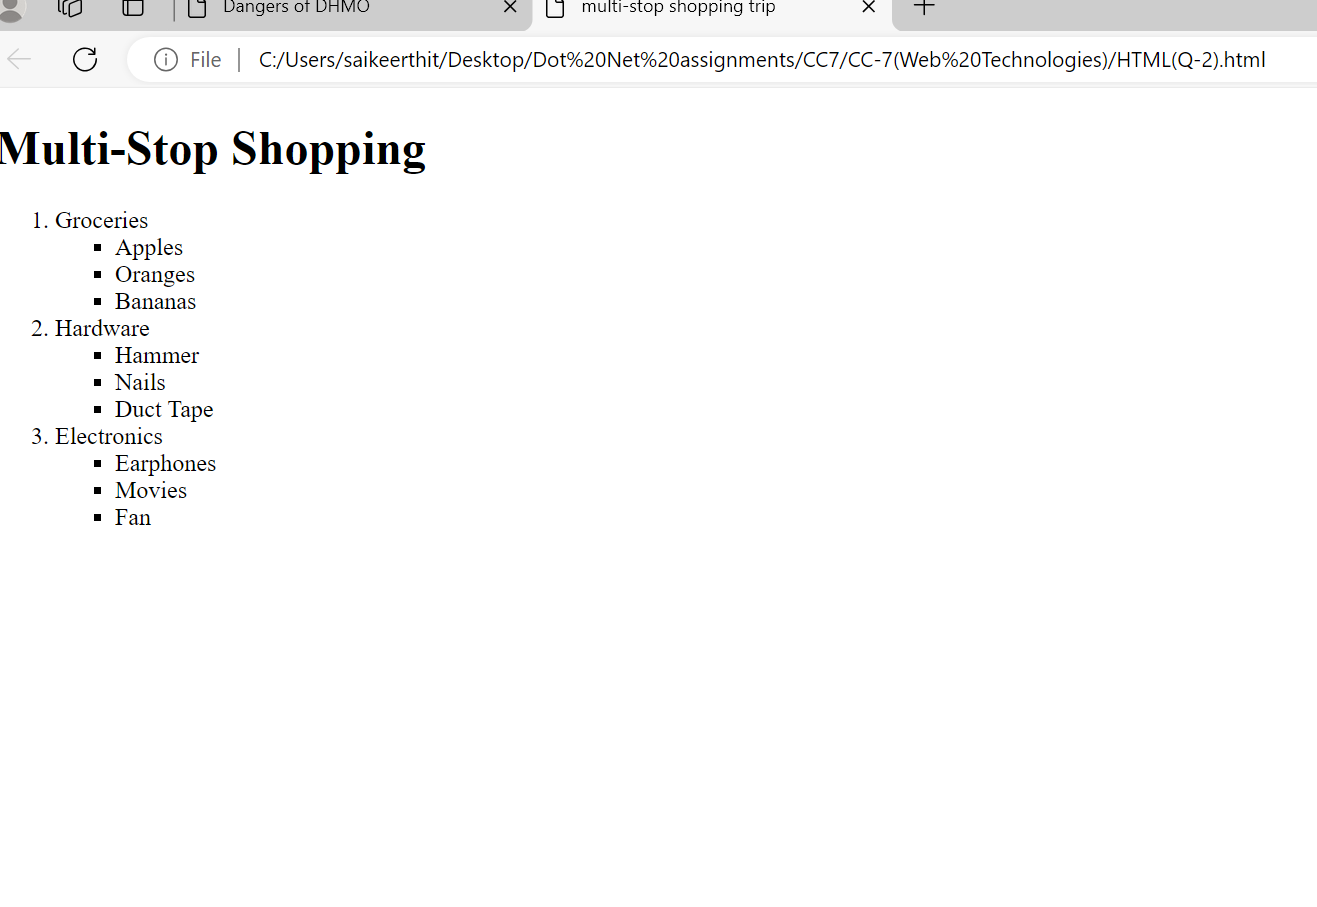 Dangers of DHMO
multi-stop shopping trip
File C:/Users/saikeerthit/Desktop/Dot%20Net%20assignments/CC7/CC-7(Web%20Technologies)/HTML(Q-2).html
Multi-Stop Shopping
1. Groceries
▪ Apples
▪ Oranges
▪ Bananas
2. Hardware
▪ Hammer
▪ Nails
▪ Duct Tape
3. Electronics
▪ Earphones
▪ Movies
▪ Fan